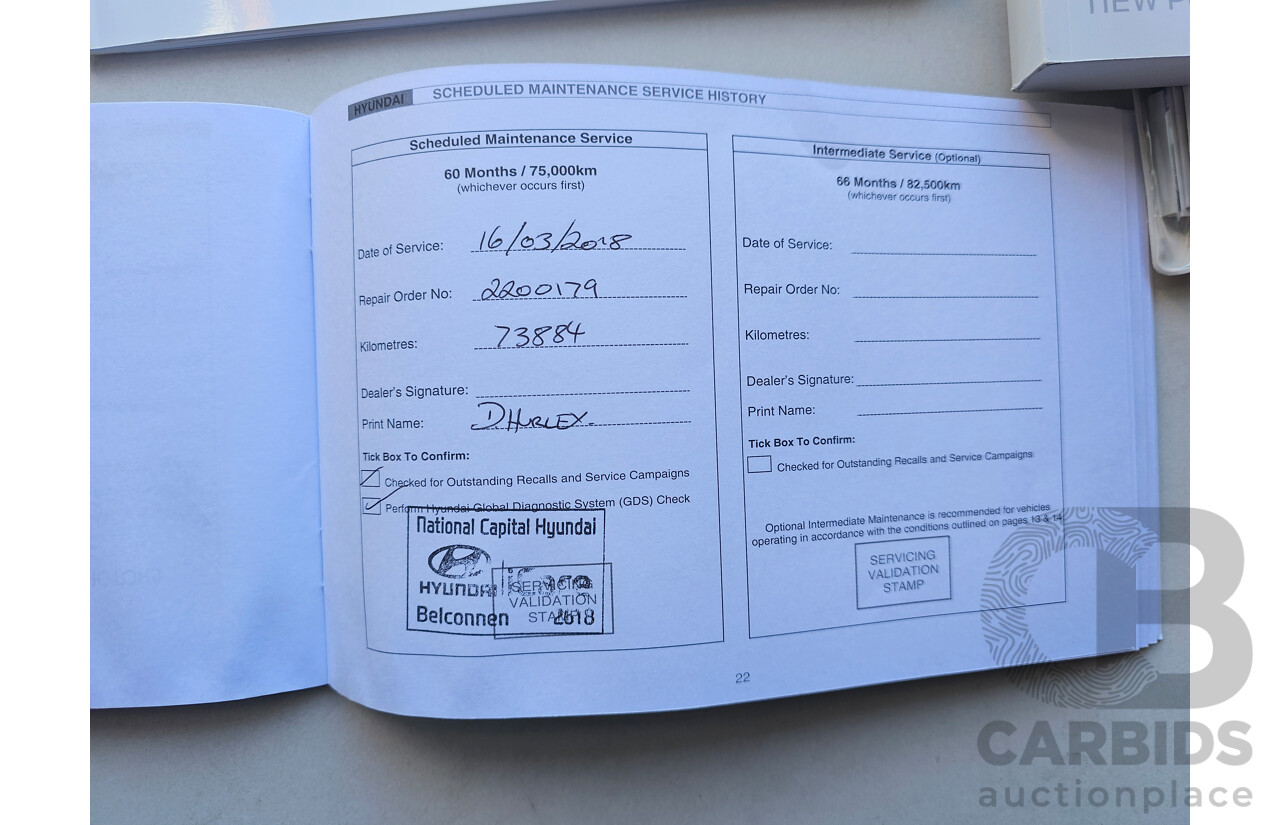 NEW P
HYUNDAI SCHEDULED MAINTENANCE SERVICE HISTORY
Scheduled Maintenance Service
60 Months / 75,000km
(whichever occurs first)
Date of Service: 16/03/2018
Repair Order No: 2200179
Kilometres: 73884
Dealer's Signature:
Print Name: D HURLEX.
Tick Box To Confirm:
Checked for Outstanding Recalls and Service Campaigns
Perform Hyundai Global Diagnostic System (GDS) Check
National Capital Hyundai
HYUNDAI
Belconnen
SERVICING
VALIDATION
STAMP
Intermediate Service (Optional)
66 Months / 82,500km
(whichever occurs first)
Date of Service:
Repair Order No:
Kilometres:
Dealer's Signature:
Print Name:
Tick Box To Confirm:
Checked for Outstanding Recalls and Service Campaigns
Optional Intermediate Maintenance is recommended for vehicles
operating in accordance with the conditions outlined on pages 13 & 14
SERVICING
VALIDATION
STAMP
22
CARBIDS
auctionplace